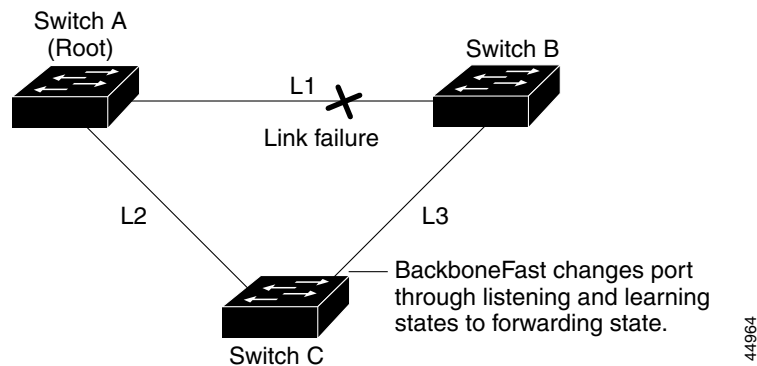 Switch A
(Root)
Switch B
L1
Link failure
L2
L3
BackboneFast changes port
through listening and learning
states to forwarding state.
Switch C
44964